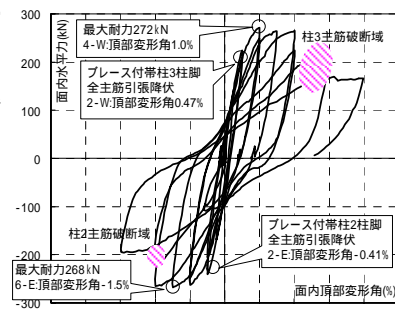 300
200
100
0
-100
-200
-300
面内水平力(kN)
最大耐力272kN
4-W:頂部変形角1.0%
ブレース付帯柱3柱脚
全主筋引張降伏
2-W:頂部変形角0.47%
柱3主筋破断域
柱2主筋破断域
最大耐力268kN
6-E:頂部変形角-1.5%
ブレース付帯柱2柱脚
全主筋引張降伏
2-E:頂部変形角-0.41%
面内頂部変形角(%)